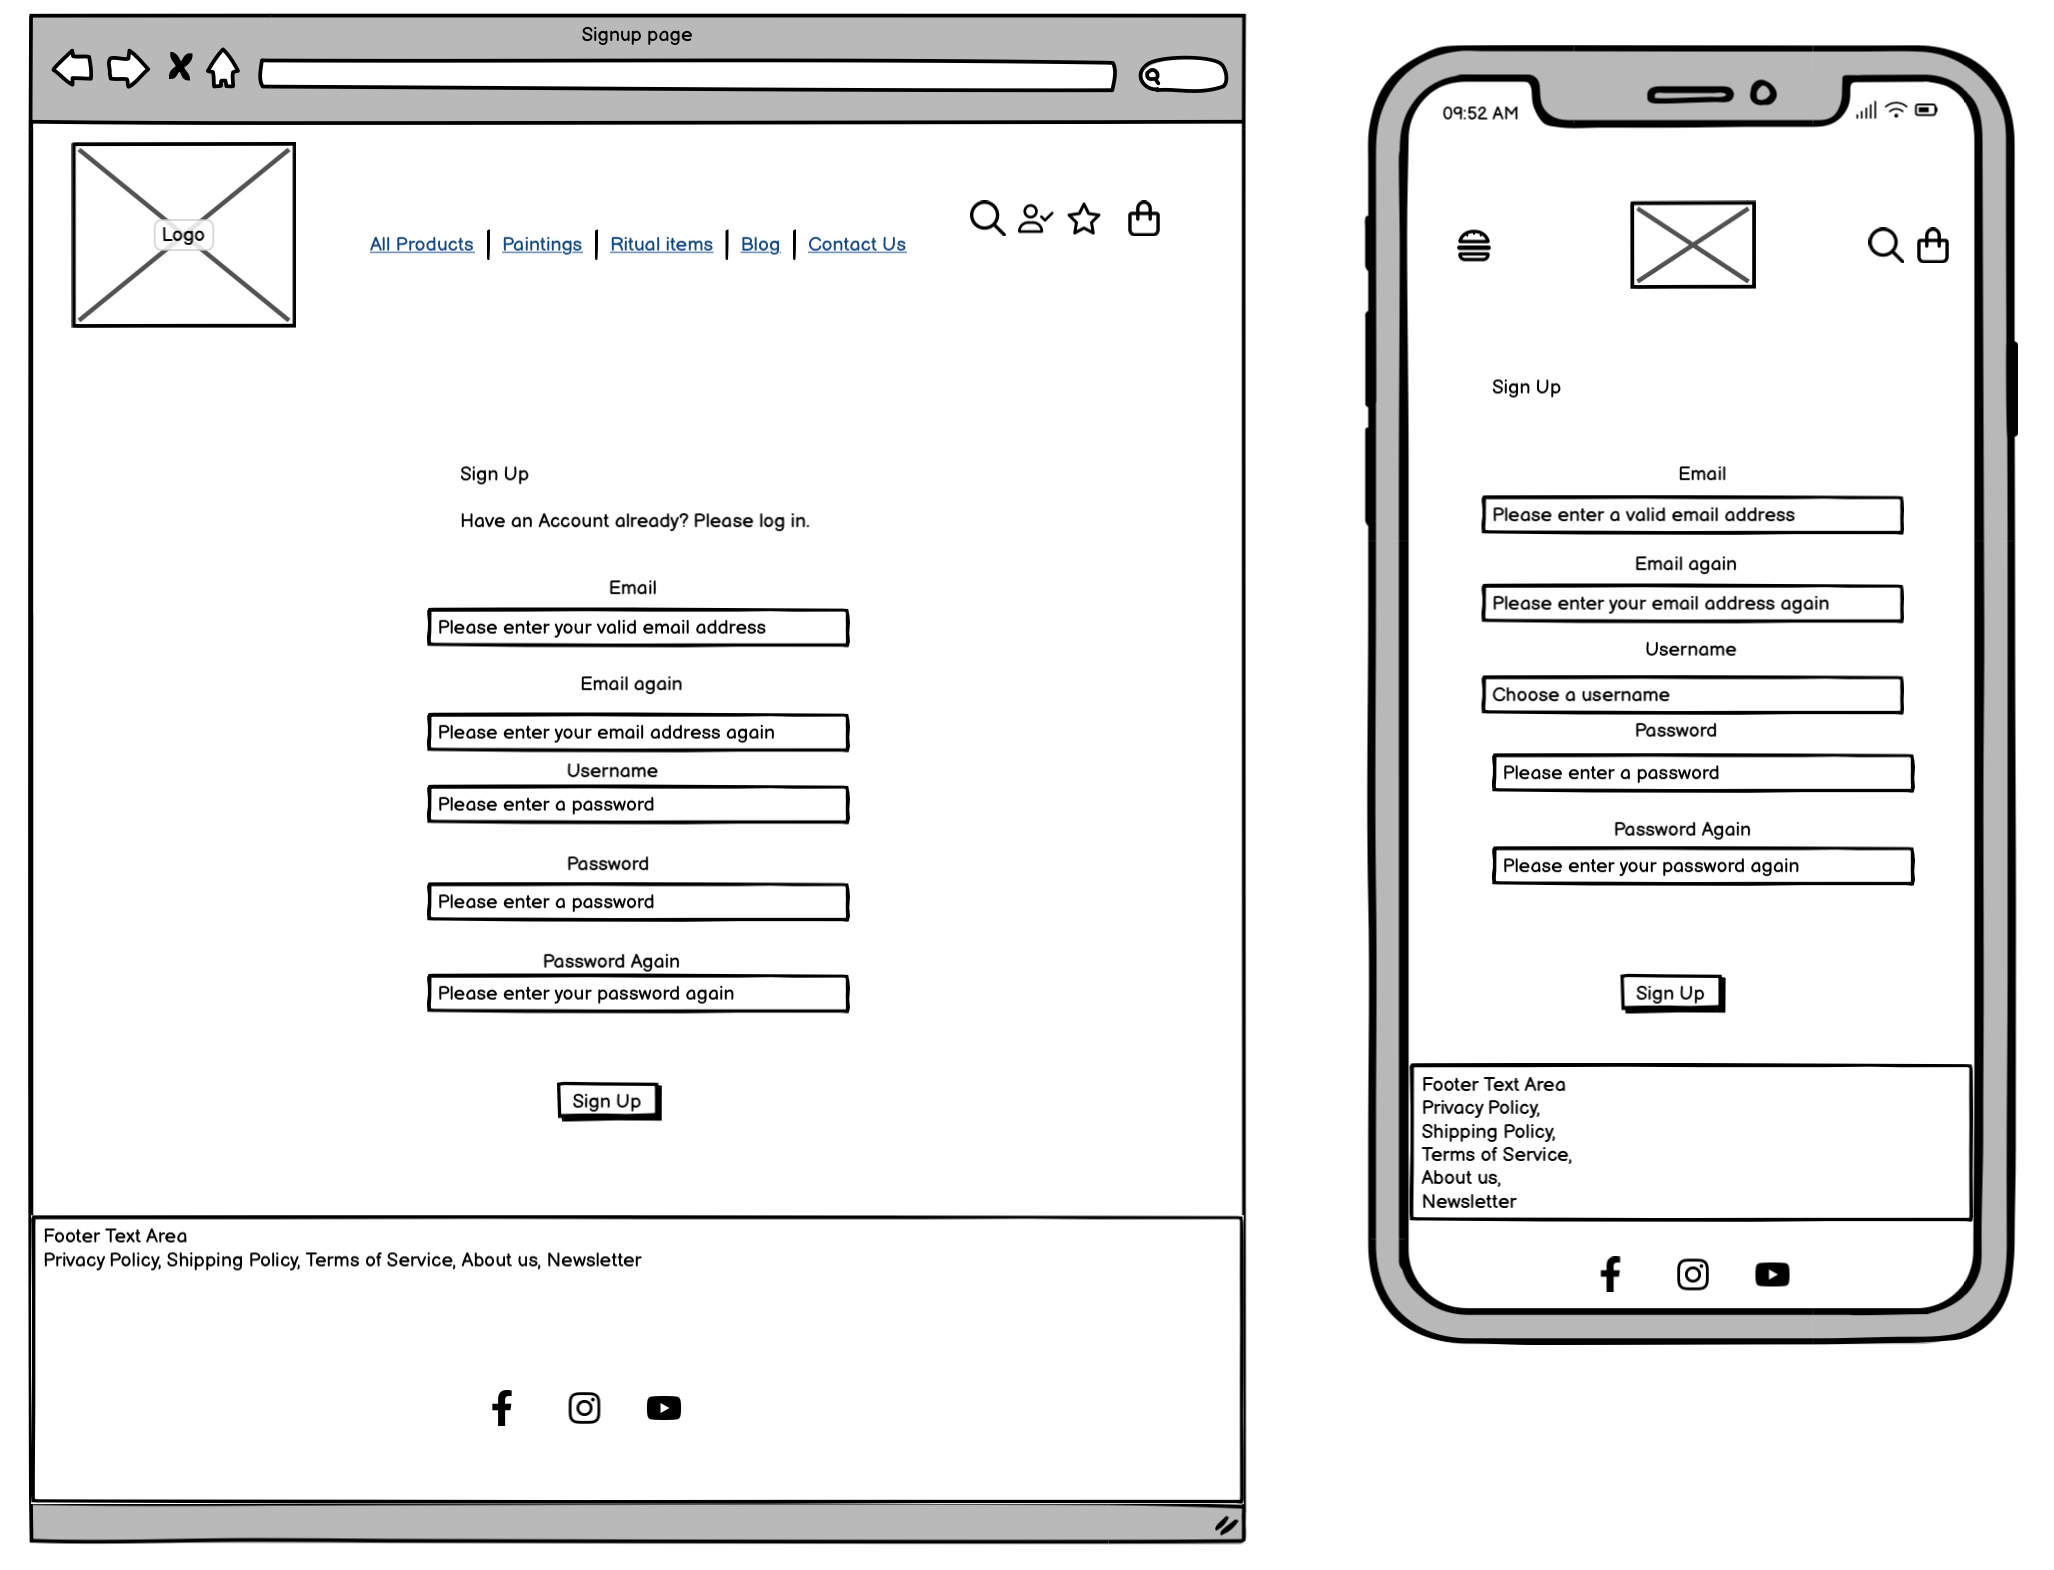 Signup page
Logo
All Products Paintings Ritual items Blog Contact Us
Sign Up
Have an Account already? Please log in.
Email
Please enter your valid email address
Email again
Please enter your email address again
Username
Please enter a password
Password
Please enter a password
Password Again
Please enter your password again
Sign Up
Footer Text Area
Privacy Policy, Shipping Policy, Terms of Service, About us, Newsletter
09:52 AM
Sign Up
Email
Please enter a valid email address
Email again
Please enter your email address again
Username
Choose a username
Password
Please enter a password
Password Again
Please enter your password again
Sign Up
Footer Text Area
Privacy Policy,
Shipping Policy,
Terms of Service,
About us,
Newsletter